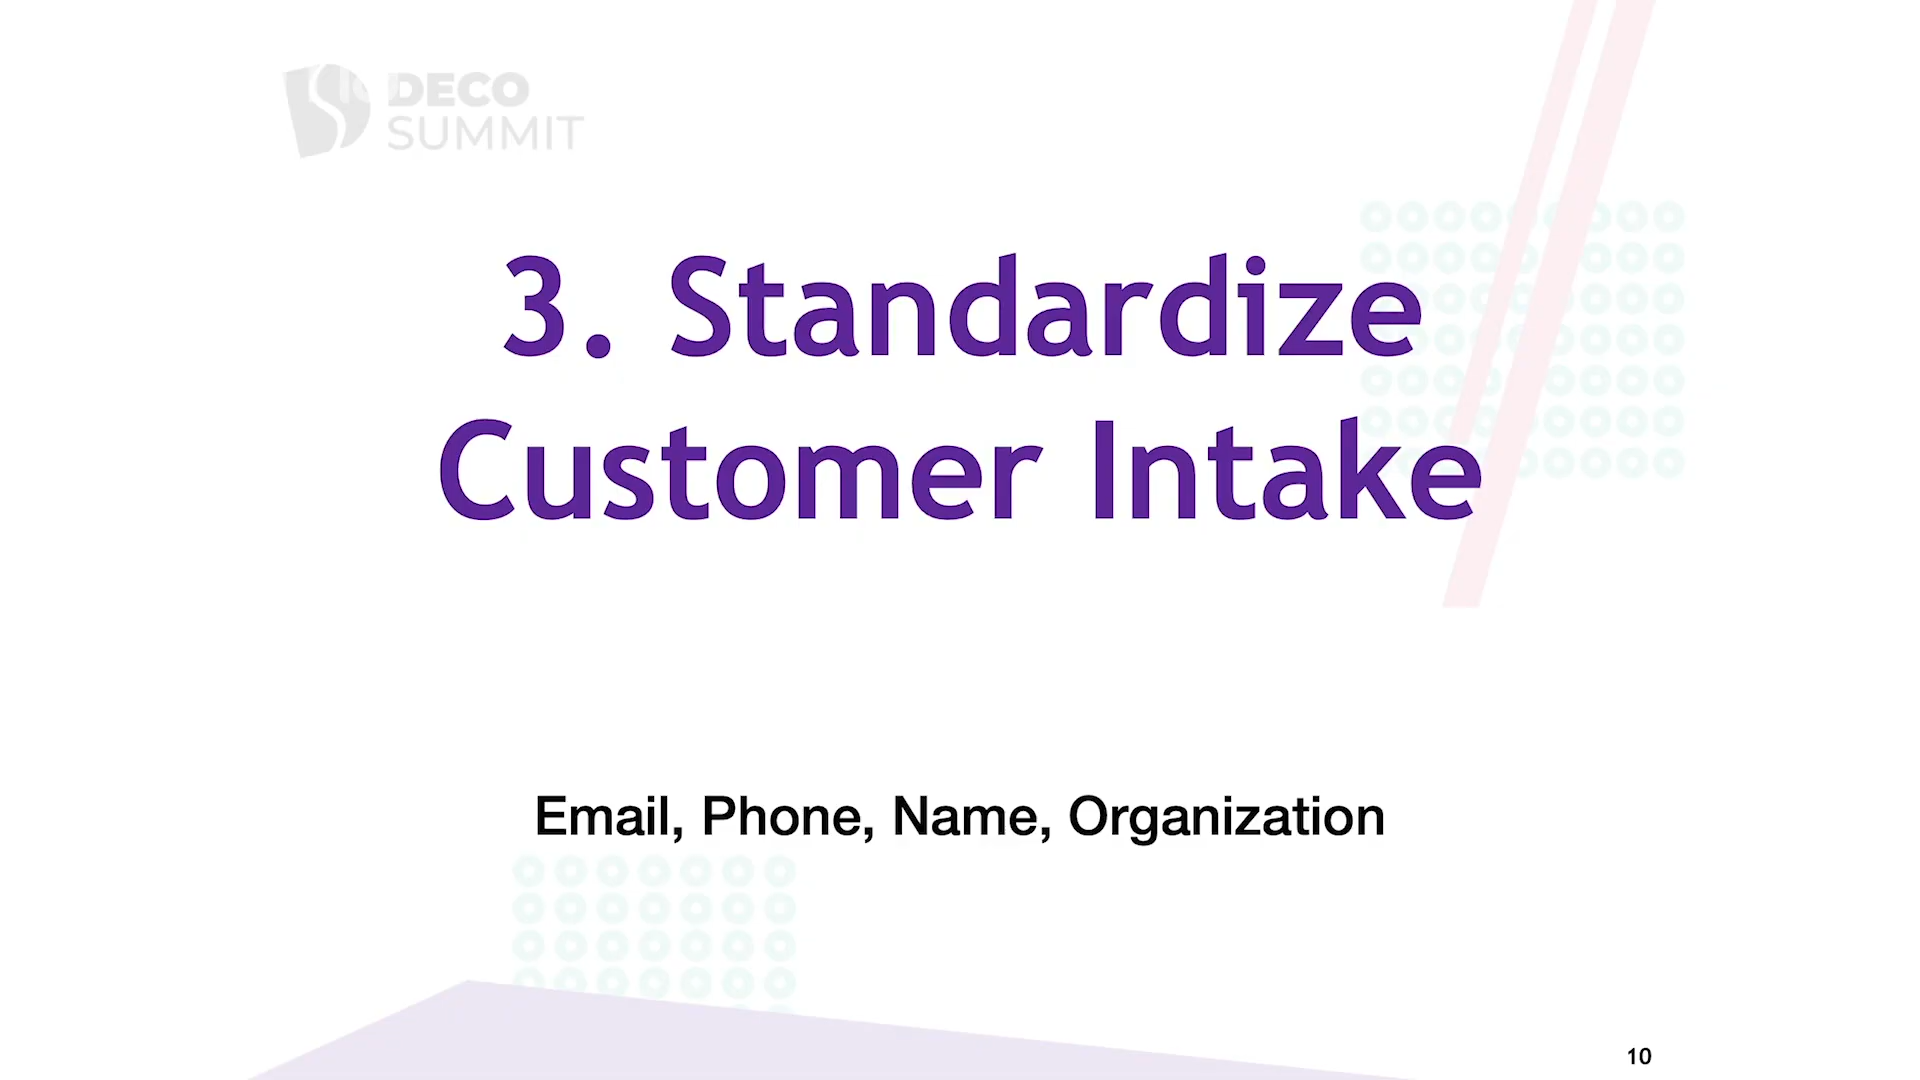 DECO
SUMMIT
3. Standardize
Customer Intake
Email, Phone, Name, Organization
10